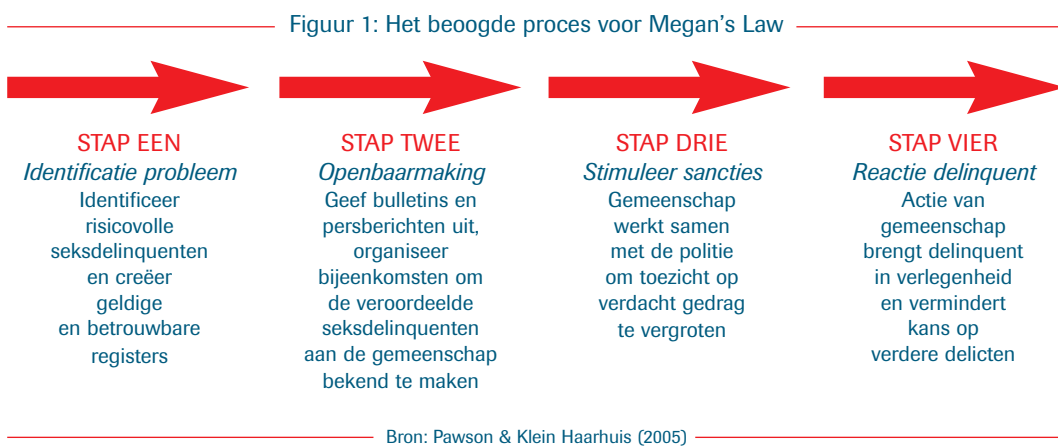 Figuur 1: Het beoogde proces voor Megan's Law
STAP EEN
Identificatie probleem
Identificeer
risicovolle
seksdelinquenten
en creëer
geldige
en betrouwbare
registers
STAP TWEE
Openbaarmaking
Geef bulletins en
persberichten uit,
organiseer
bijeenkomsten om
de veroordeelde
seksdelinquenten
aan de gemeenschap
bekend te maken
STAP DRIE
Stimuleer sancties
Gemeenschap
werkt samen
met de politie
om toezicht op
verdacht gedrag
te vergroten
STAP VIER
Reactie delinquent
Actie van
gemeenschap
brengt delinquent
in verlegenheid
en vermindert
kans op
verdere delicten
Bron: Pawson & Klein Haarhuis (2005)